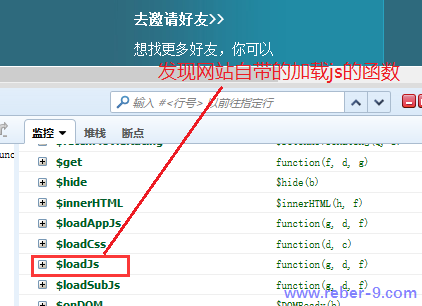 去邀请好友>>
想找更多好友，你可以
发现网站自带的加载js的函数
输入 #<行号> 以前往指定行
监控 堆栈 断点
$get function(f, d, g)
$hide $hide(b)
$innerHTML $innerHTML(h, f)
$loadAppJs function(g, d, f)
$loadCss function(d, c)
$loadJs function(g, d, f)
$loadSubJs function(g, d, f)
$onDOM $DOMReady(b)
www.reber-9.com